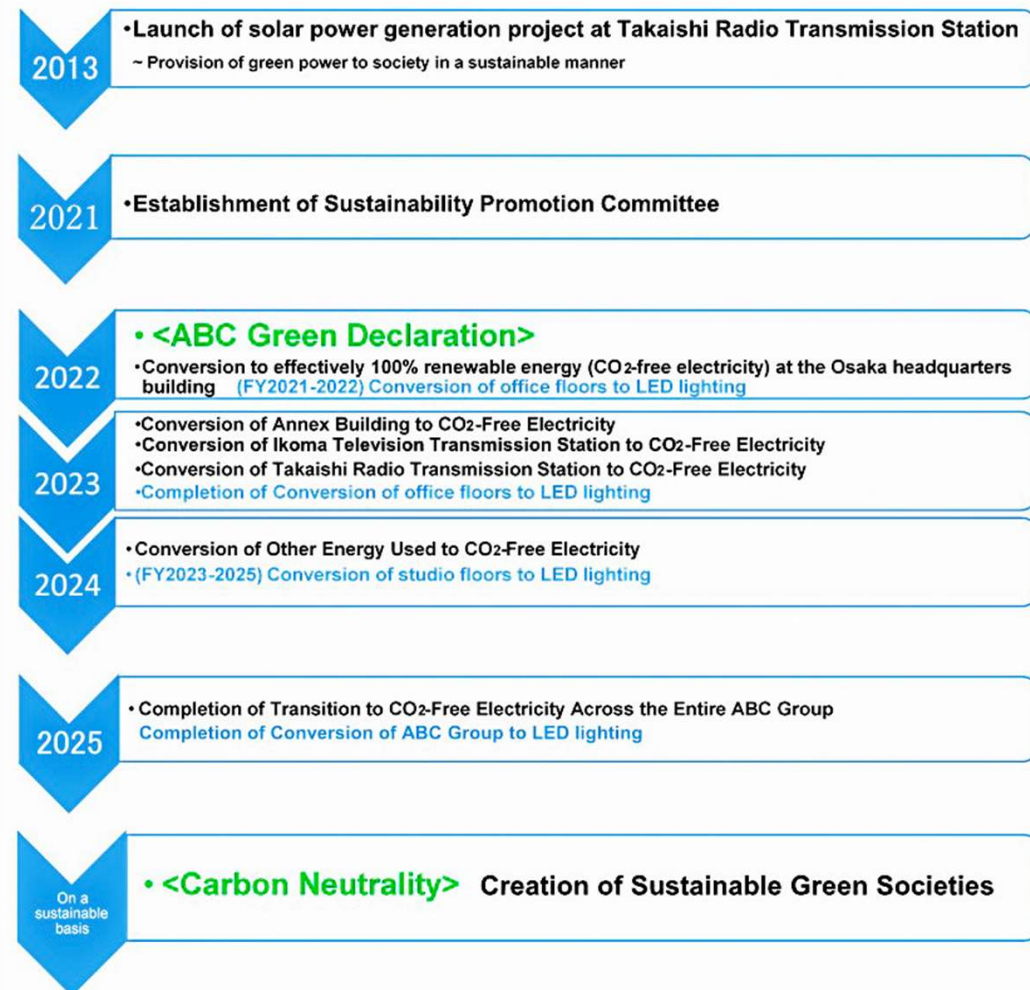 2013
•Launch of solar power generation project at Takaishi Radio Transmission Station
~ Provision of green power to society in a sustainable manner
2021
•Establishment of Sustainability Promotion Committee
2022
• <ABC Green Declaration>
•Conversion to effectively 100% renewable energy (CO2-free electricity) at the Osaka headquarters
building (FY2021-2022) Conversion of office floors to LED lighting
2023
•Conversion of Annex Building to CO2-Free Electricity
•Conversion of Ikoma Television Transmission Station to CO2-Free Electricity
•Conversion of Takaishi Radio Transmission Station to CO2-Free Electricity
•Completion of Conversion of office floors to LED lighting
2024
•Conversion of Other Energy Used to CO2-Free Electricity
•(FY2023-2025) Conversion of studio floors to LED lighting
2025
• Completion of Transition to CO2-Free Electricity Across the Entire ABC Group
Completion of Conversion of ABC Group to LED lighting
On a
sustainable
basis
• <Carbon Neutrality> Creation of Sustainable Green Societies